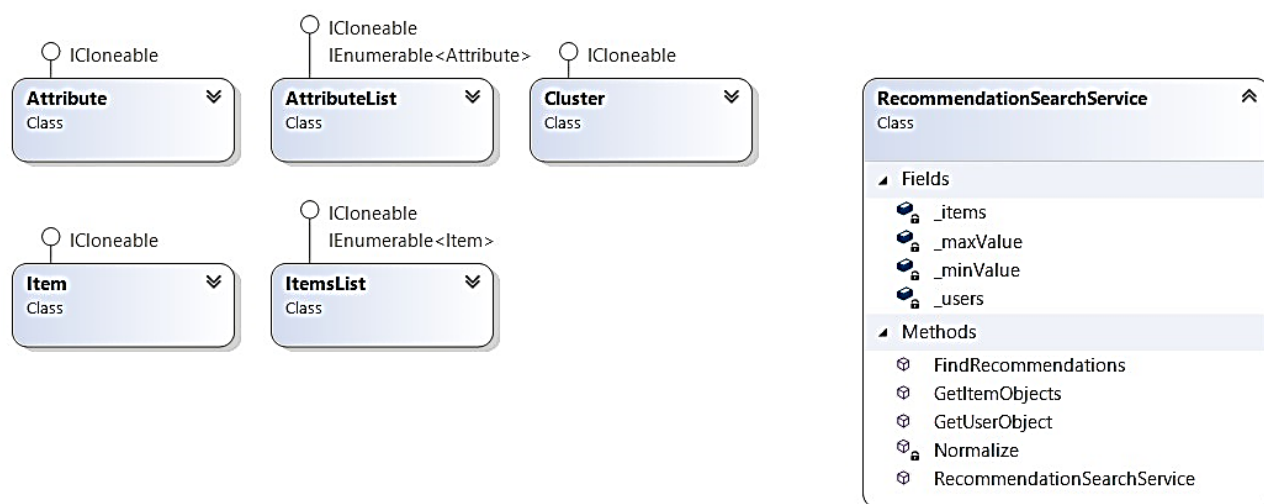 ICloneable
Attribute
Class
ICloneable
IEnumerable<Attribute>
AttributeList
Class
ICloneable
Cluster
Class
ICloneable
Item
Class
ICloneable
IEnumerable<Item>
ItemsList
Class
RecommendationSearchService
Class
Fields
_items
_maxValue
_minValue
_users
Methods
FindRecommendations
GetItemObjects
GetUserObject
Normalize
RecommendationSearchService